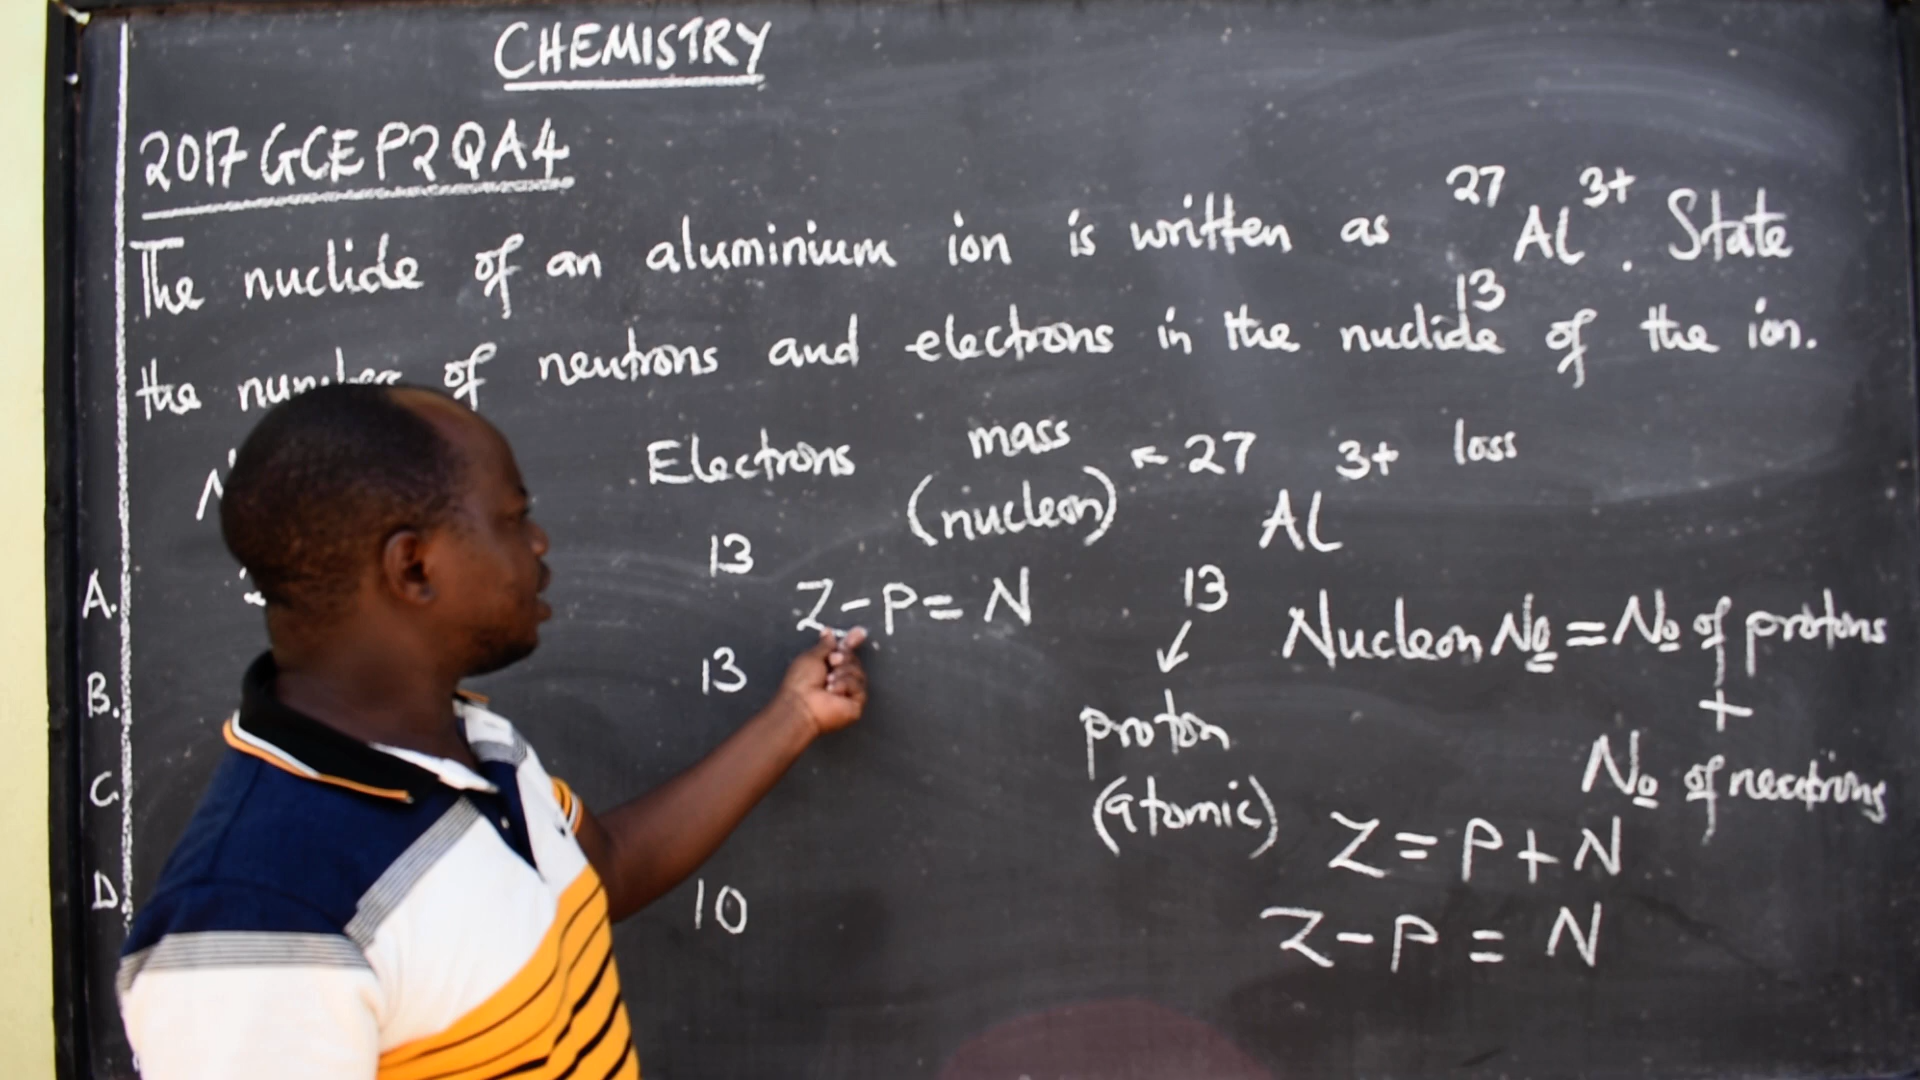 CHEMISTRY
2017 GCE P2 QA4
The nuclide of an aluminium ion is written as 27 13 Al 3+. State
the number of neutrons and electrons in the nuclide of the ion.
Electrons
A. 13
B. 13
C
D 10
mass
(nucleon)
27 3+ loss
Al
13
proton
(atomic)
Z-P=N
Nucleon No = No of protons
+
No of neutrons
Z=P+N
Z-P=N